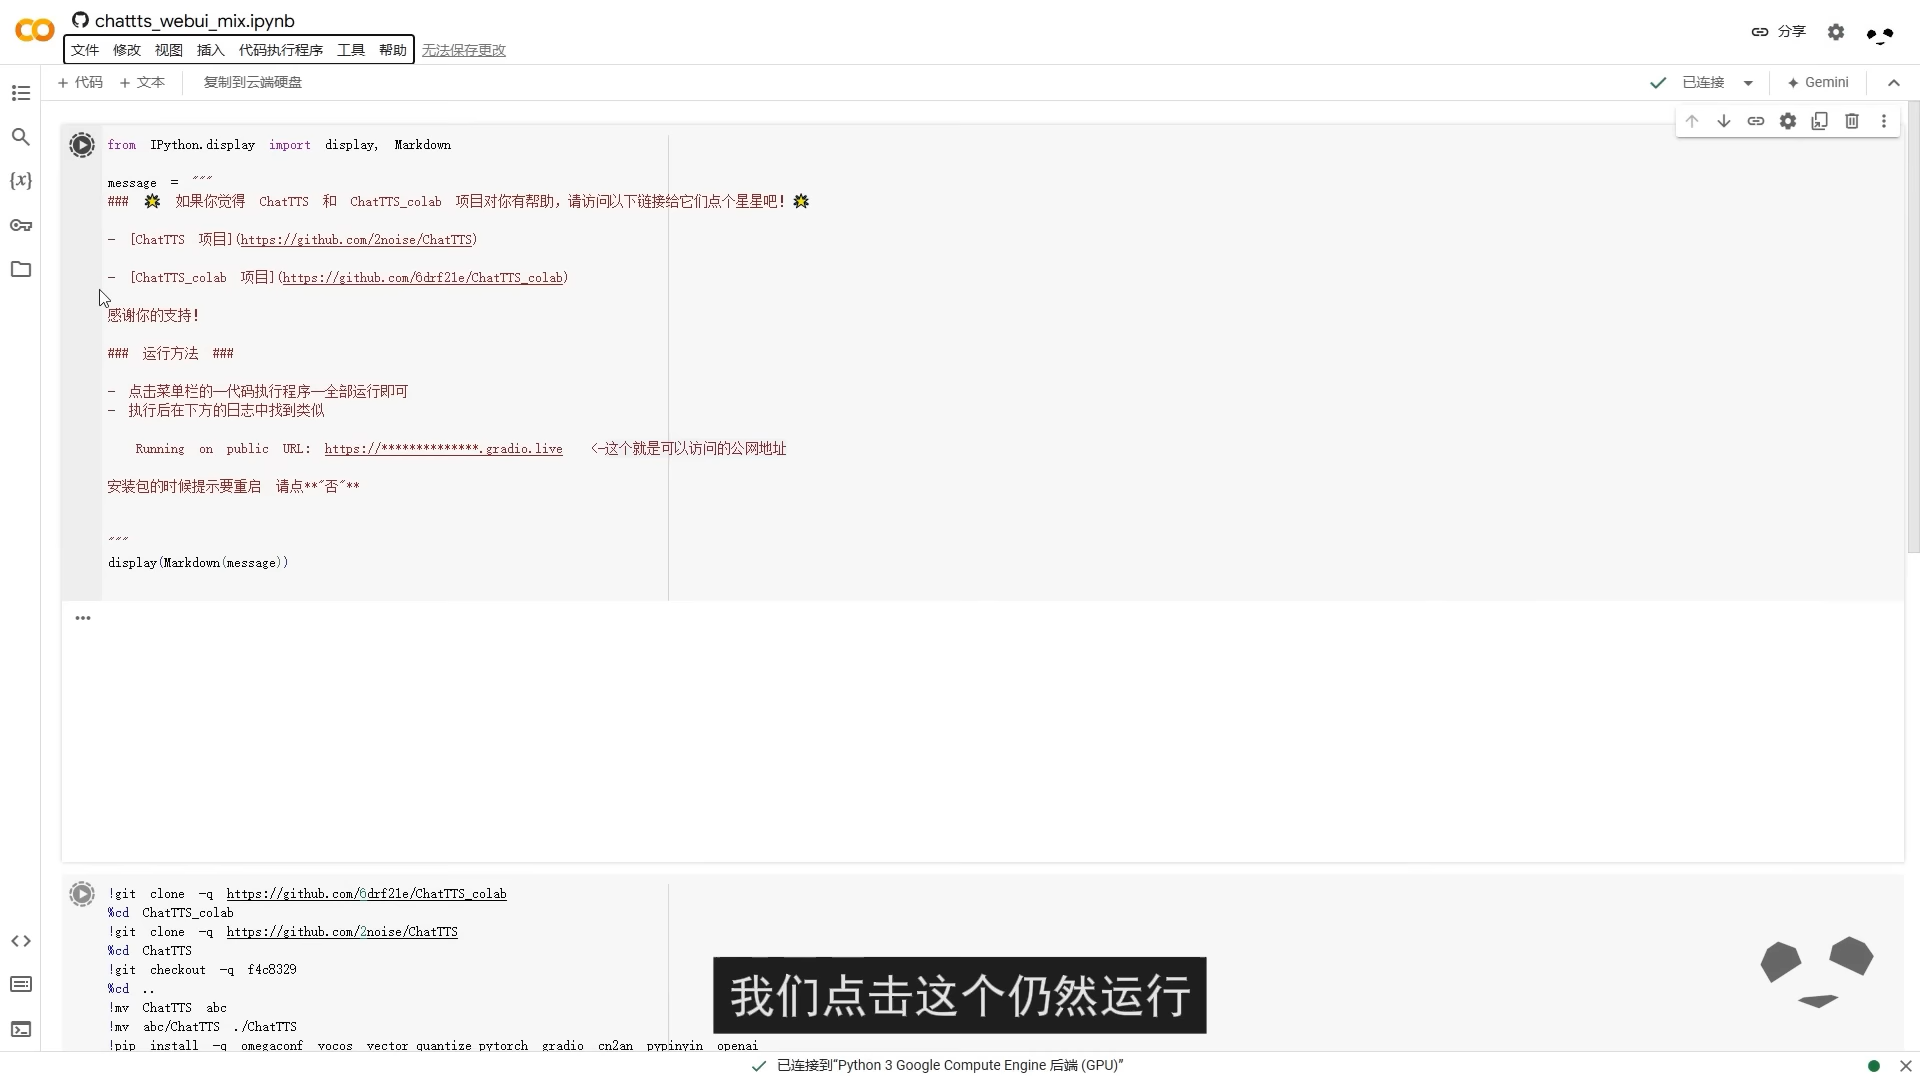 chattts_webui_mix.ipynb
文件 修改 视图 插入 代码执行程序 工具 帮助 无法保存更改
分享
+ 代码 + 文本 复制到云端硬盘
已连接 Gemini
from IPython.display import display, Markdown
message = """
### 🌟 如果你觉得 ChatTTS 和 ChatTTS_colab 项目对你有帮助，请访问以下链接给它们点个星星吧！🌟
- [ChatTTS 项目](https://github.com/2noise/ChatTTS)
- [ChatTTS_colab 项目](https://github.com/6drf21e/ChatTTS_colab)
感谢你的支持！
### 运行方法 ###
- 点击菜单栏的—代码执行程序—全部运行即可
- 执行后在下方的日志中找到类似
Running on public URL: https://**************.gradio.live <-这个就是可以访问的公网地址
安装包的时候提示要重启 请点**"否"**
"""
display(Markdown(message))
!git clone -q https://github.com/6drf21e/ChatTTS_colab
%cd ChatTTS_colab
!git clone -q https://github.com/2noise/ChatTTS
%cd ChatTTS
!git checkout -q f4c8329
%cd ..
!mv ChatTTS abc
!mv abc/ChatTTS ./ChatTTS
!pip install -q omegaconf vocos vector_quantize_pytorch gradio cn2an pypinyin openai
我们点击这个仍然运行
已连接到“Python 3 Google Compute Engine 后端 (GPU)”